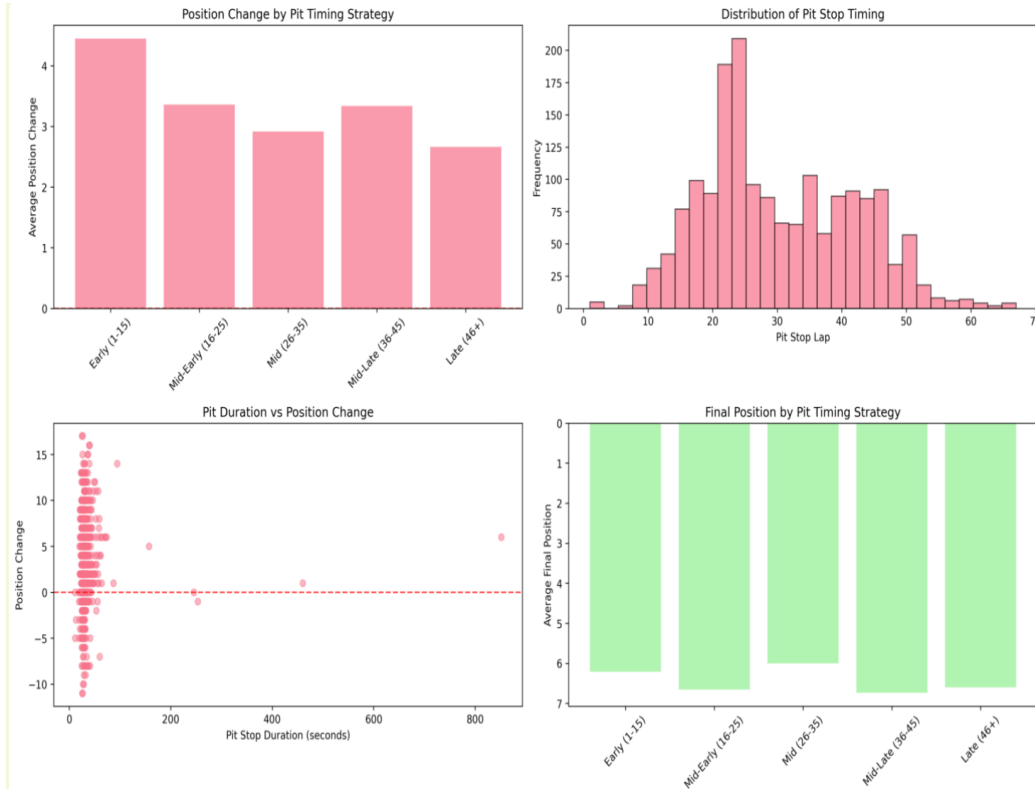 Position Change by Pit Timing Strategy
Average Position Change
4
3
2
1
0
Early (1-15)
Mid-Early (16-25)
Mid (26-35)
Mid-Late (36-45)
Late (46+)
Distribution of Pit Stop Timing
Frequency
200
175
150
125
100
75
50
25
0
0 10 20 30 40 50 60
Pit Stop Lap
Pit Duration vs Position Change
Position Change
15
10
5
0
−5
−10
0 200 400 600 800
Pit Stop Duration (seconds)
Final Position by Pit Timing Strategy
Average Final Position
0
1
2
3
4
5
6
7
Early (1-15)
Mid-Early (16-25)
Mid (26-35)
Mid-Late (36-45)
Late (46+)